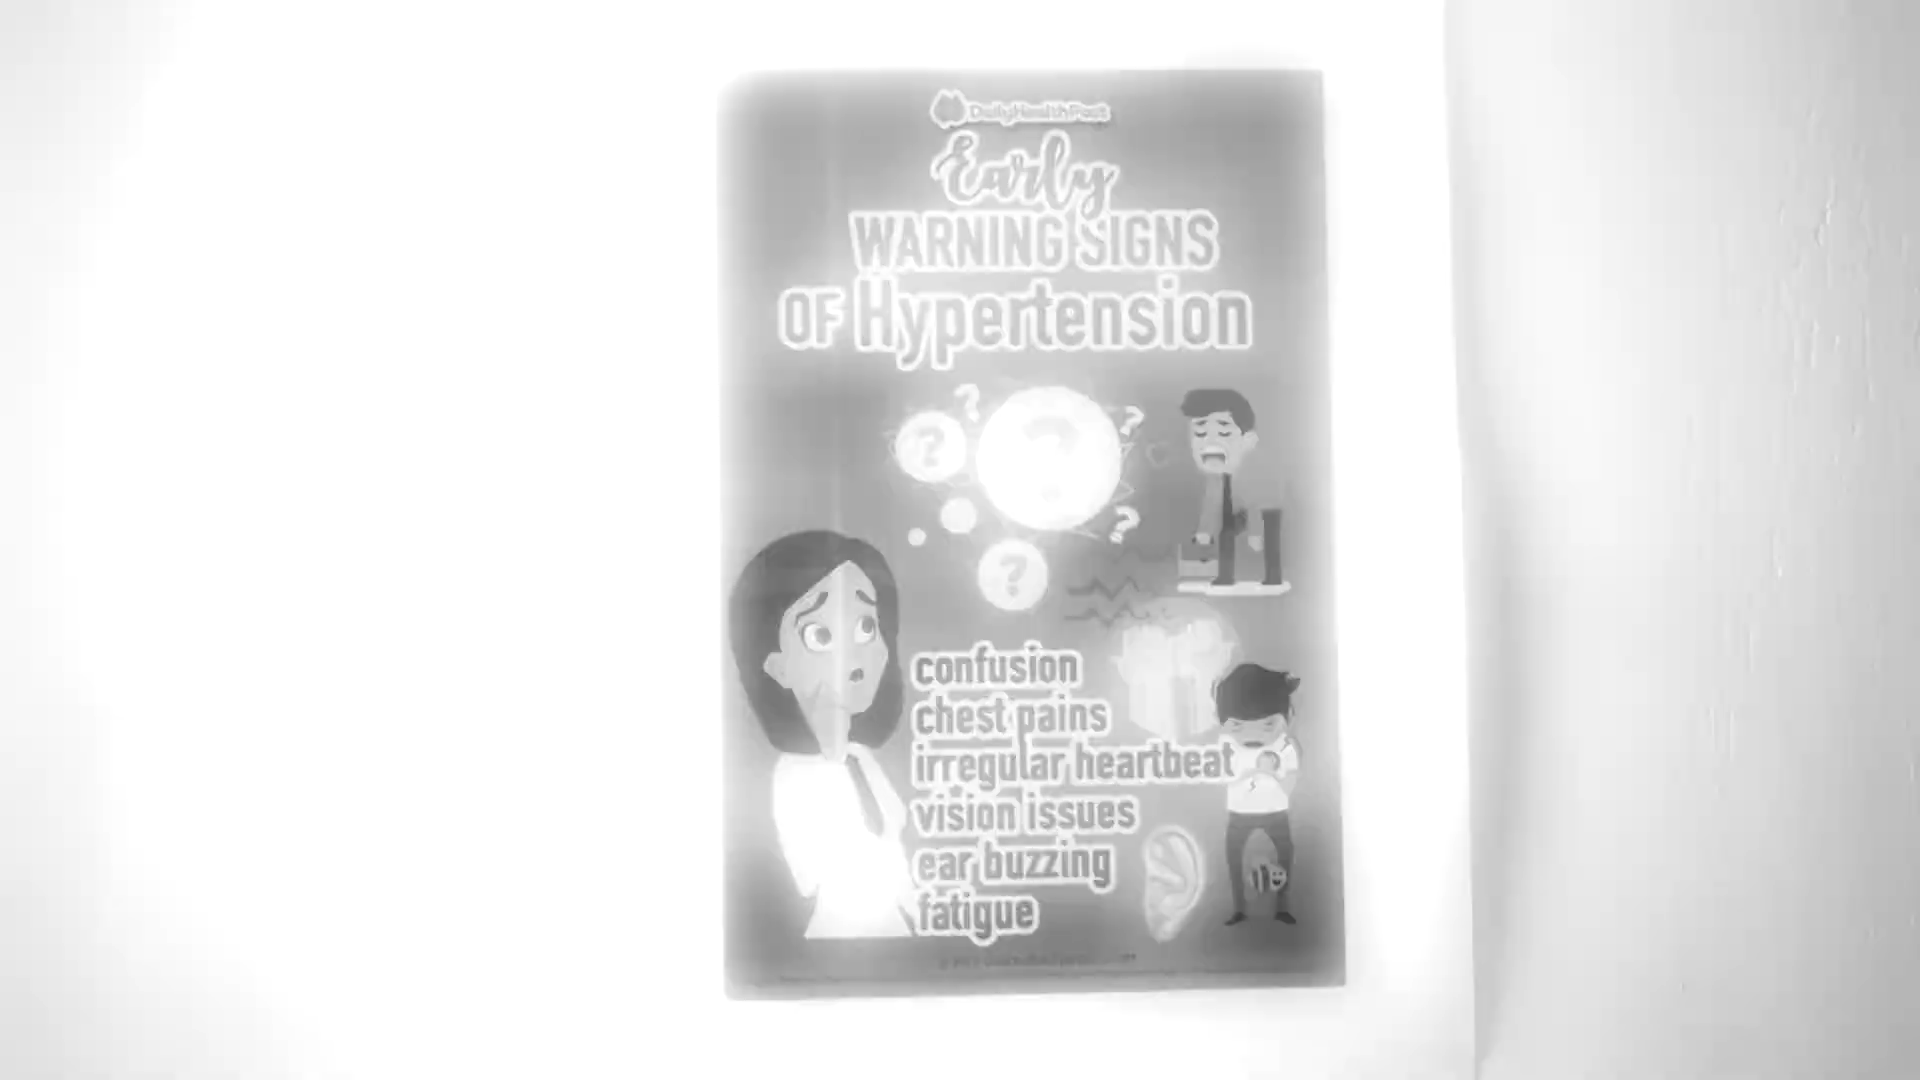 DailyHealthPost
Early
WARNING SIGNS
OF Hypertension
?
? ? ?
?
?
confusion
chest pains
irregular heartbeat
vision issues
ear buzzing
fatigue